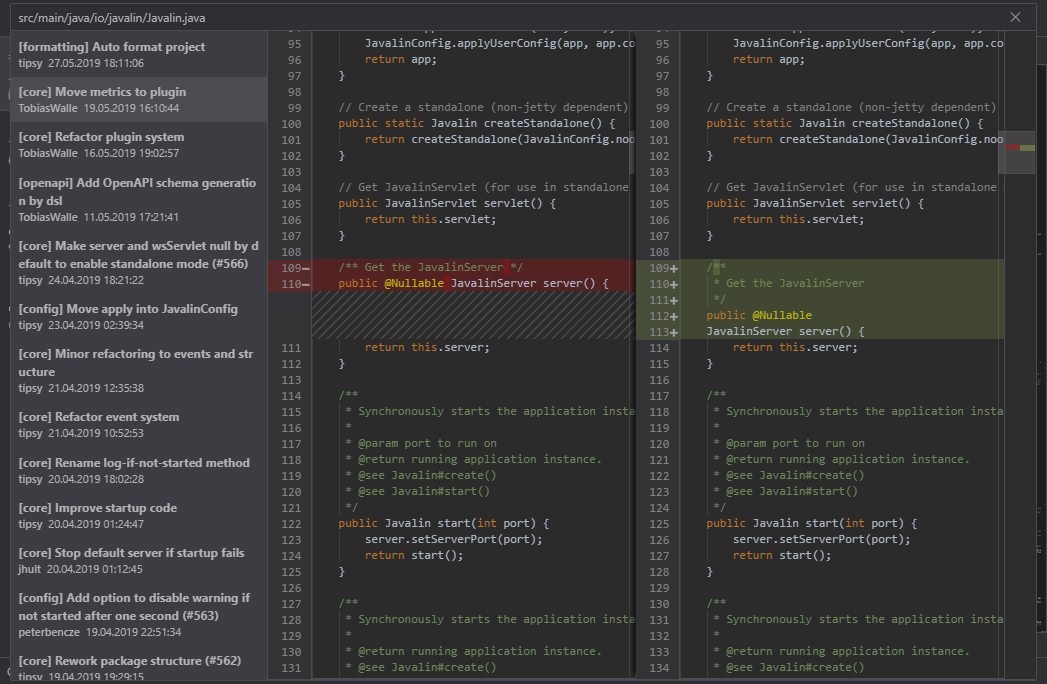 src/main/java/io/javalin/Javalin.java
[formatting] Auto format project
tipsy 27.05.2019 18:11:06
[core] Move metrics to plugin
TobiasWalle 19.05.2019 16:10:44
[core] Refactor plugin system
TobiasWalle 16.05.2019 19:02:57
[openapi] Add OpenAPI schema generatio
n by dsl
TobiasWalle 11.05.2019 17:21:41
[core] Make server and wsServlet null by d
efault to enable standalone mode (#566)
tipsy 24.04.2019 18:21:22
[config] Move apply into JavalinConfig
tipsy 23.04.2019 02:39:34
[core] Minor refactoring to events and str
ucture
tipsy 21.04.2019 12:35:38
[core] Refactor event system
tipsy 21.04.2019 10:52:53
[core] Rename log-if-not-started method
tipsy 20.04.2019 18:02:28
[core] Improve startup code
tipsy 20.04.2019 01:24:47
[core] Stop default server if startup fails
jhult 20.04.2019 01:12:45
[config] Add option to disable warning if
not started after one second (#563)
peterbencze 19.04.2019 22:51:34
[core] Rework package structure (#562)
tipsy 19.04.2019 19:29:15
95 JavalinConfig.applyUserConfig(app, app.co
96 return app;
97 }
98
99 // Create a standalone (non-jetty dependent)
100 public static Javalin createStandalone() {
101 return createStandalone(JavalinConfig.noo
102 }
103
104 // Get JavalinServlet (for use in standalone
105 public JavalinServlet servlet() {
106 return this.servlet;
107 }
108
109– /** Get the JavalinServer */
110– public @Nullable JavalinServer server() {
111 return this.server;
112 }
113
114 /**
115 * Synchronously starts the application insta
116 *
117 * @param port to run on
118 * @return running application instance.
119 * @see Javalin#create()
120 * @see Javalin#start()
121 */
122 public Javalin start(int port) {
123 server.setServerPort(port);
124 return start();
125 }
126
127 /**
128 * Synchronously starts the application insta
129 *
130 * @return running application instance.
131 * @see Javalin#create()
95 JavalinConfig.applyUserConfig(app, app.co
96 return app;
97 }
98
99 // Create a standalone (non-jetty dependent)
100 public static Javalin createStandalone() {
101 return createStandalone(JavalinConfig.noo
102 }
103
104 // Get JavalinServlet (for use in standalone
105 public JavalinServlet servlet() {
106 return this.servlet;
107 }
108
109+ /**
110+ * Get the JavalinServer
111+ */
112+ public @Nullable
113+ JavalinServer server() {
114 return this.server;
115 }
116
117 /**
118 * Synchronously starts the application insta
119 *
120 * @param port to run on
121 * @return running application instance.
122 * @see Javalin#create()
123 * @see Javalin#start()
124 */
125 public Javalin start(int port) {
126 server.setServerPort(port);
127 return start();
128 }
129
130 /**
131 * Synchronously starts the application insta
132 *
133 * @return running application instance.
134 * @see Javalin#create()